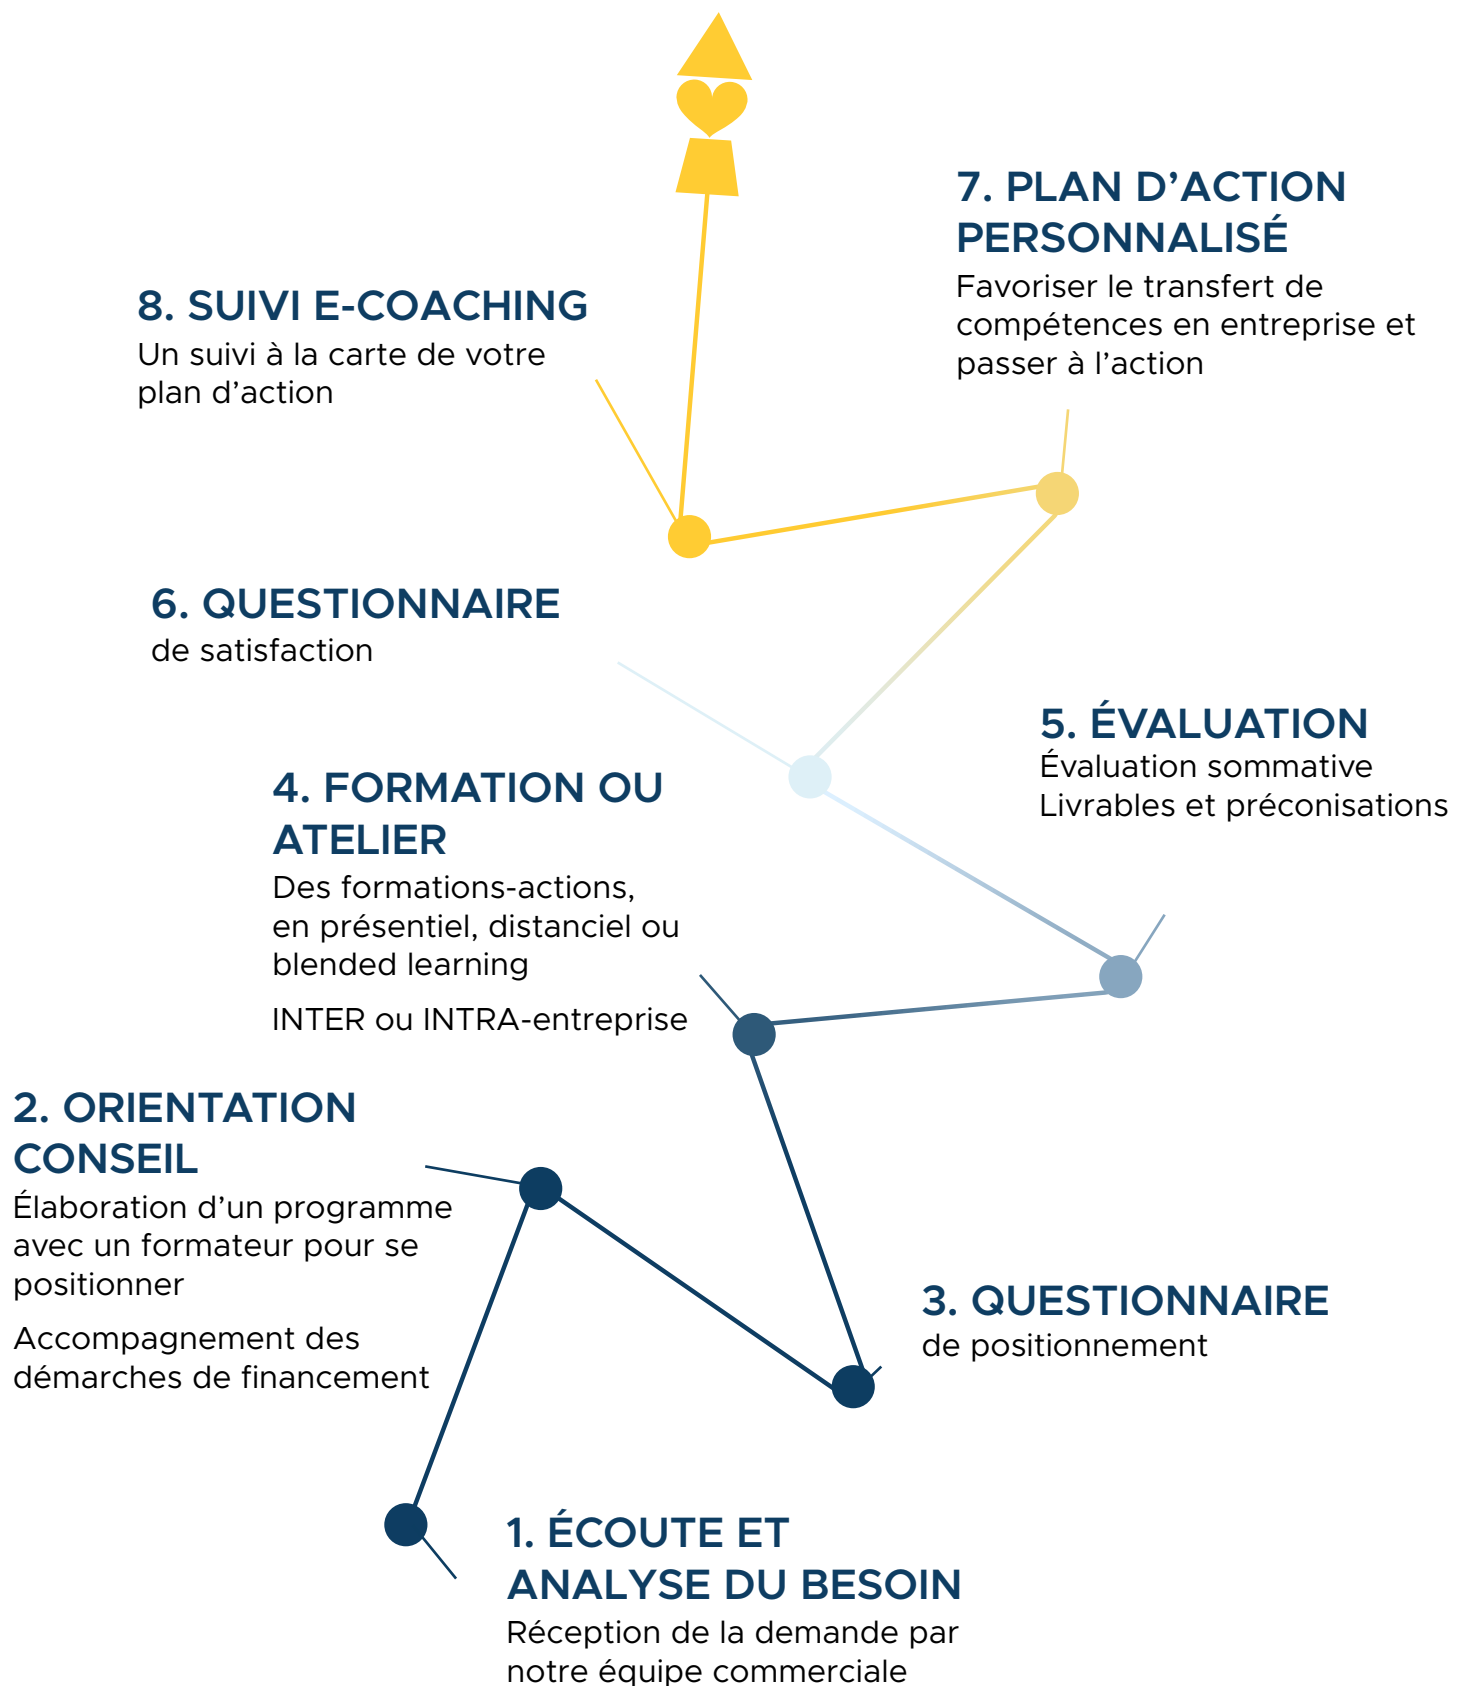 7. PLAN D’ACTION
PERSONNALISÉ
Favoriser le transfert de
compétences en entreprise et
passer à l’action
8. SUIVI E-COACHING
Un suivi à la carte de votre
plan d’action
6. QUESTIONNAIRE
de satisfaction
5. ÉVALUATION
Évaluation sommative
Livrables et préconisations
4. FORMATION OU
ATELIER
Des formations-actions,
en présentiel, distanciel ou
blended learning
INTER ou INTRA-entreprise
2. ORIENTATION
CONSEIL
Élaboration d’un programme
avec un formateur pour se
positionner
Accompagnement des
démarches de financement
3. QUESTIONNAIRE
de positionnement
1. ÉCOUTE ET
ANALYSE DU BESOIN
Réception de la demande par
notre équipe commerciale